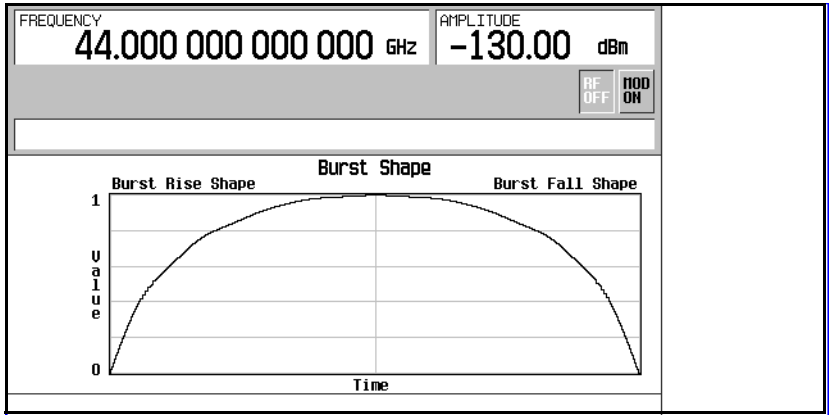 FREQUENCY
44.000 000 000 000 GHz
AMPLITUDE
-130.00 dBm
RF OFF
MOD ON
Burst Shape
Burst Rise Shape
Burst Fall Shape
1
Value
0
Time